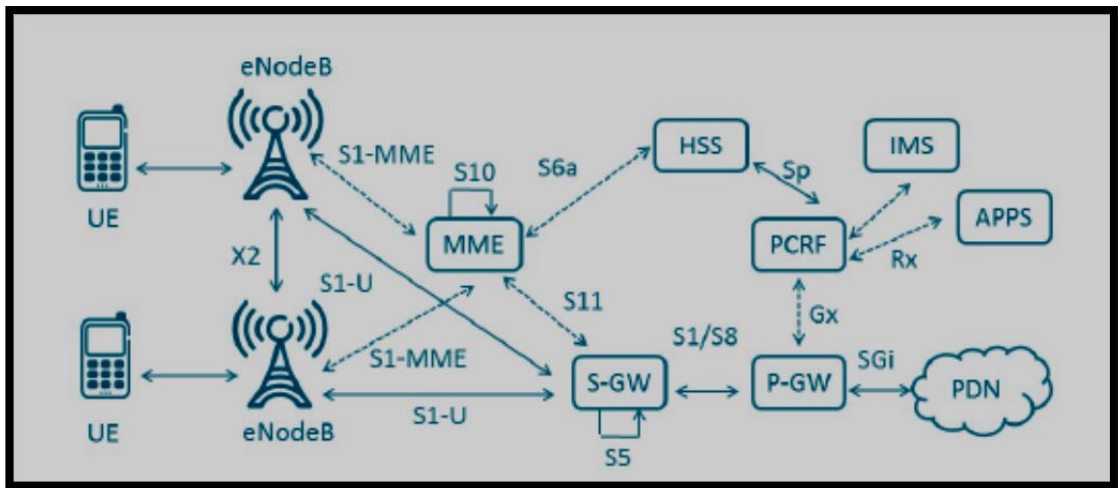 eNodeB
UE
S1-MME
S10
S6a
HSS
Sp
IMS
APPS
MME
PCRF
Rx
X2
S1-U
S11
Gx
S1-MME
S1/S8
SGi
S-GW
P-GW
PDN
S1-U
UE
eNodeB
S5